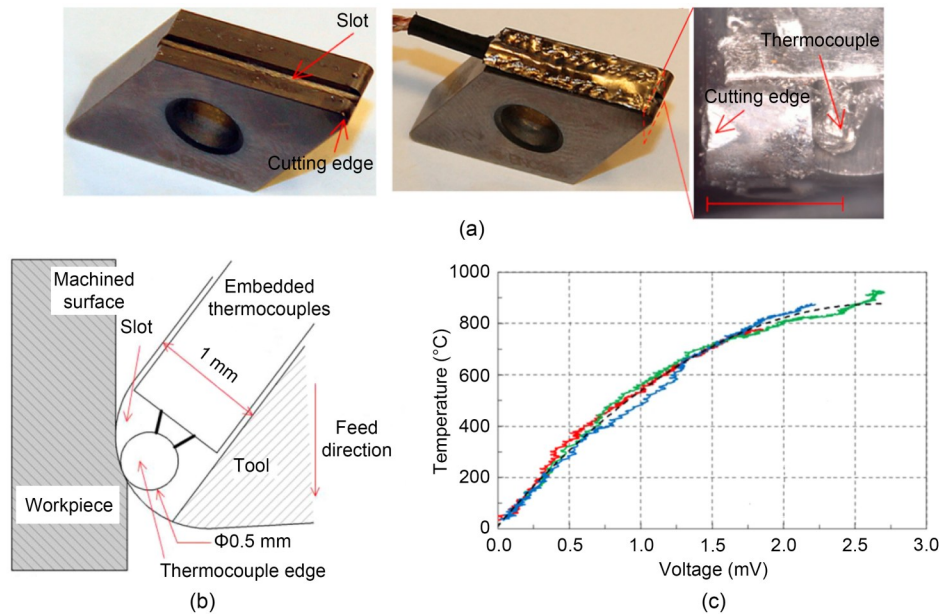 Slot
Cutting edge
Thermocouple
Cutting edge
(a)
Machined
surface
Slot
Embedded
thermocouples
1 mm
Feed
direction
Tool
Workpiece
Φ0.5 mm
Thermocouple edge
(b)
1000
800
600
400
200
0
Temperature (°C)
0.0 0.5 1.0 1.5 2.0 2.5 3.0
Voltage (mV)
(c)